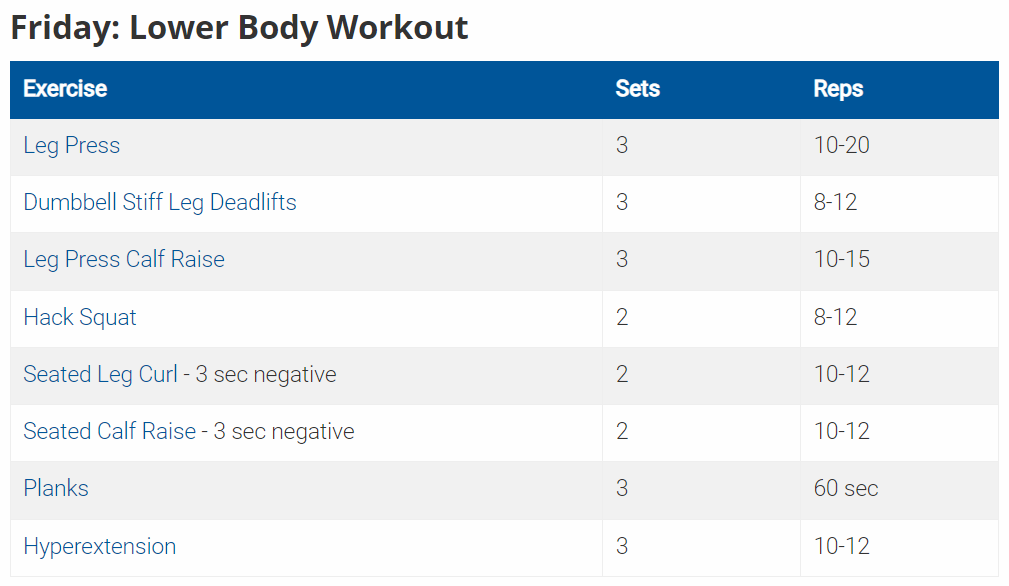 Friday: Lower Body Workout
Exercise Sets Reps
Leg Press 3 10-20
Dumbbell Stiff Leg Deadlifts 3 8-12
Leg Press Calf Raise 3 10-15
Hack Squat 2 8-12
Seated Leg Curl - 3 sec negative 2 10-12
Seated Calf Raise - 3 sec negative 2 10-12
Planks 3 60 sec
Hyperextension 3 10-12